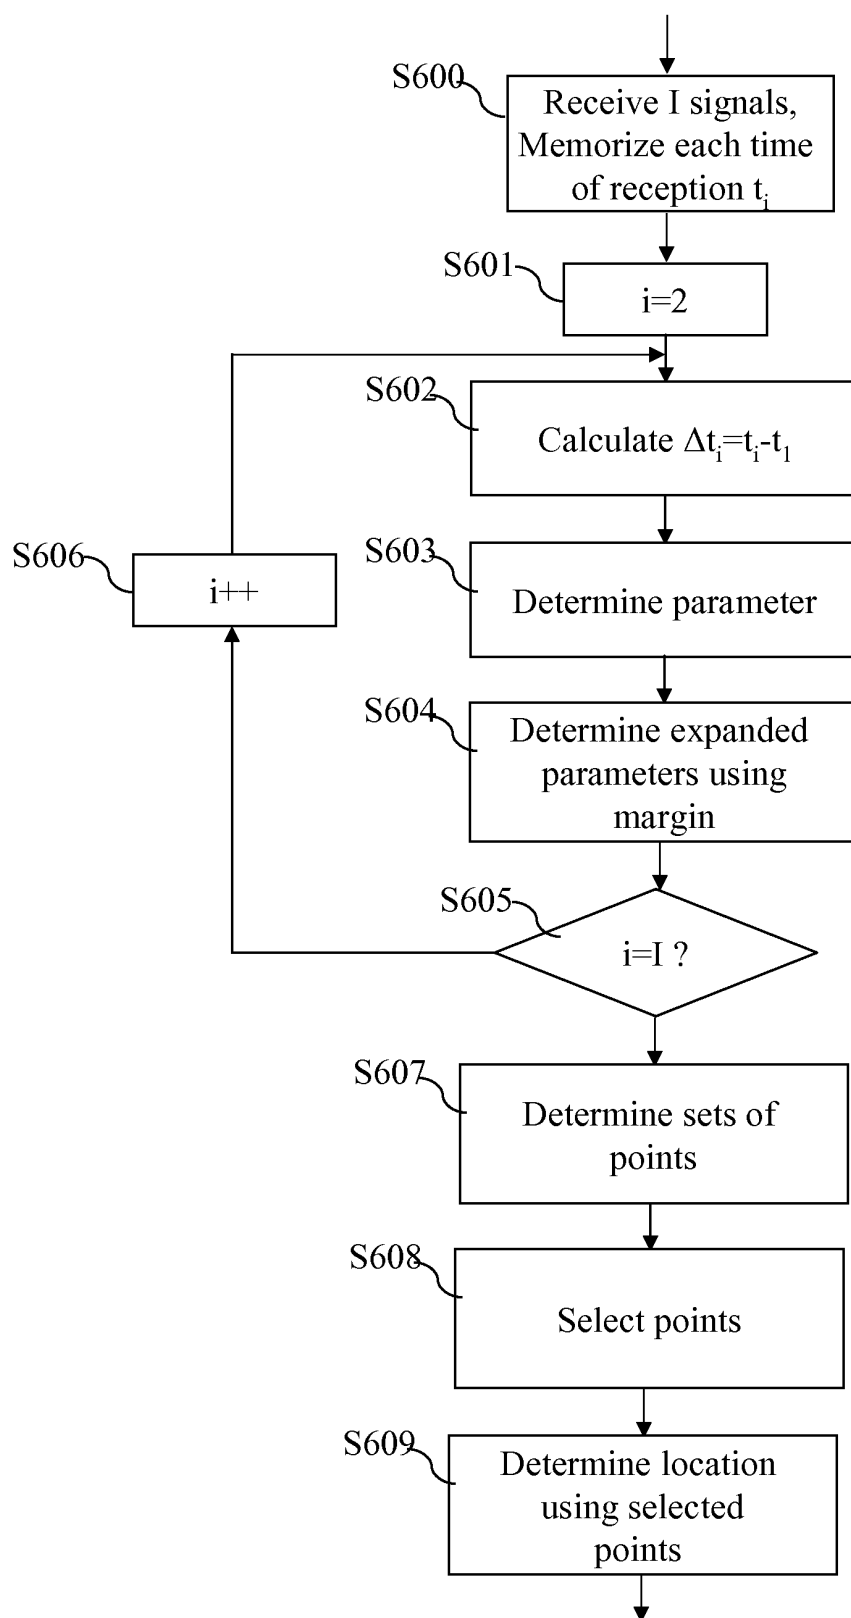 S600
Receive I signals,
Memorize each time
of reception tᵢ
S601
i=2
S602
Calculate Δtᵢ=tᵢ-t₁
S603
Determine parameter
S606
i++
S604
Determine expanded
parameters using
margin
S605
i=I ?
S607
Determine sets of
points
S608
Select points
S609
Determine location
using selected
points